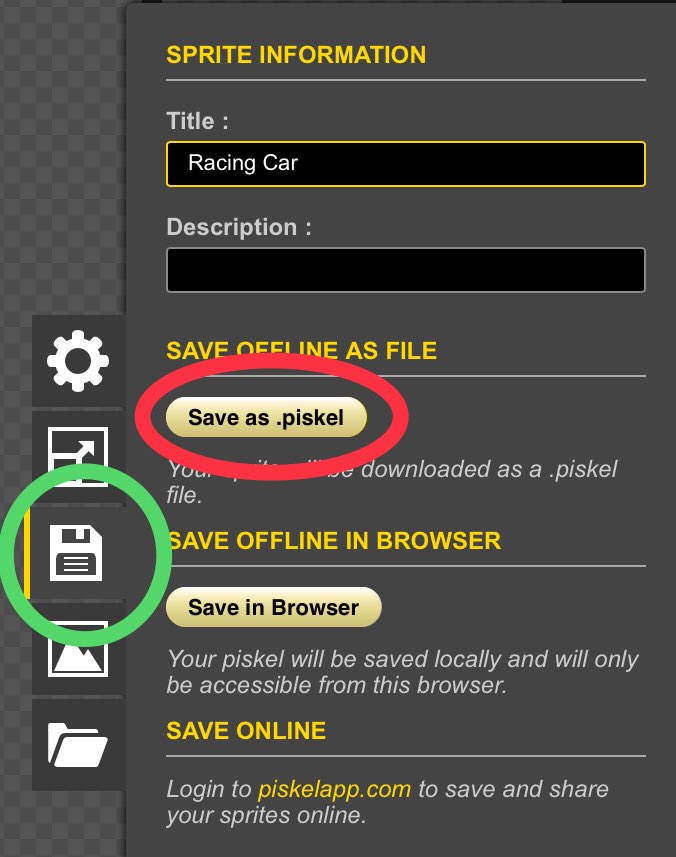 SPRITE INFORMATION
Title :
Racing Car
Description :
SAVE OFFLINE AS FILE
Save as .piskel
Your sprite will be downloaded as a .piskel
file.
SAVE OFFLINE IN BROWSER
Save in Browser
Your piskel will be saved locally and will only
be accessible from this browser.
SAVE ONLINE
Login to piskelapp.com to save and share
your sprites online.